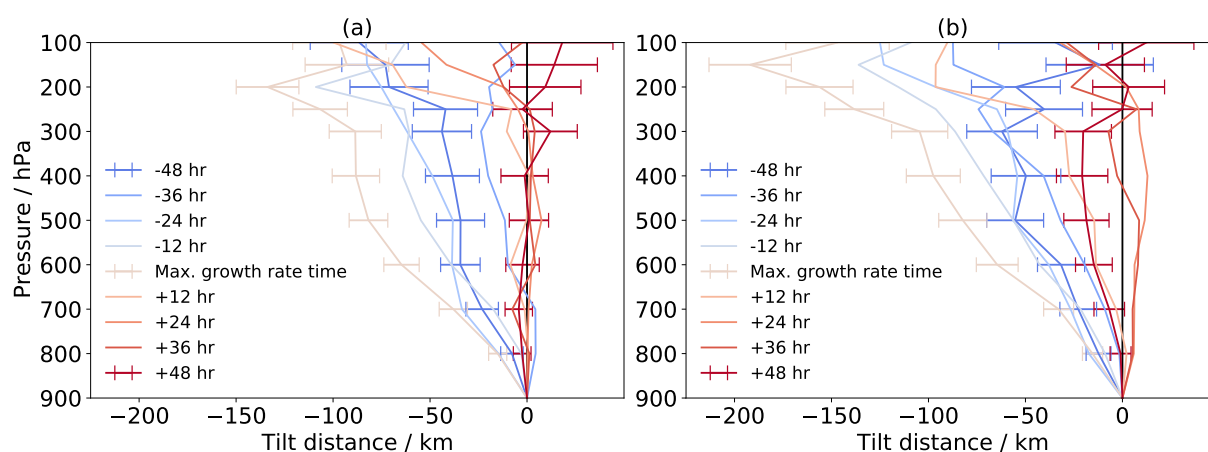 (a)
(b)
Pressure / hPa
100
200
300
400
500
600
700
800
900
-48 hr
-36 hr
-24 hr
-12 hr
Max. growth rate time
+12 hr
+24 hr
+36 hr
+48 hr
−200
−150
−100
−50
0
Tilt distance / km
100
200
300
400
500
600
700
800
900
-48 hr
-36 hr
-24 hr
-12 hr
Max. growth rate time
+12 hr
+24 hr
+36 hr
+48 hr
−200
−150
−100
−50
0
Tilt distance / km